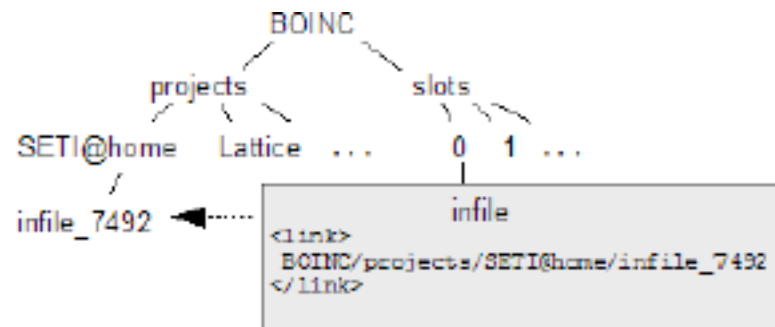 BOINC
projects slots
SETI@home Lattice ... 0 1 ...
infile_7492 infile
<link>
BOINC/projects/SETI@home/infile_7492
</link>